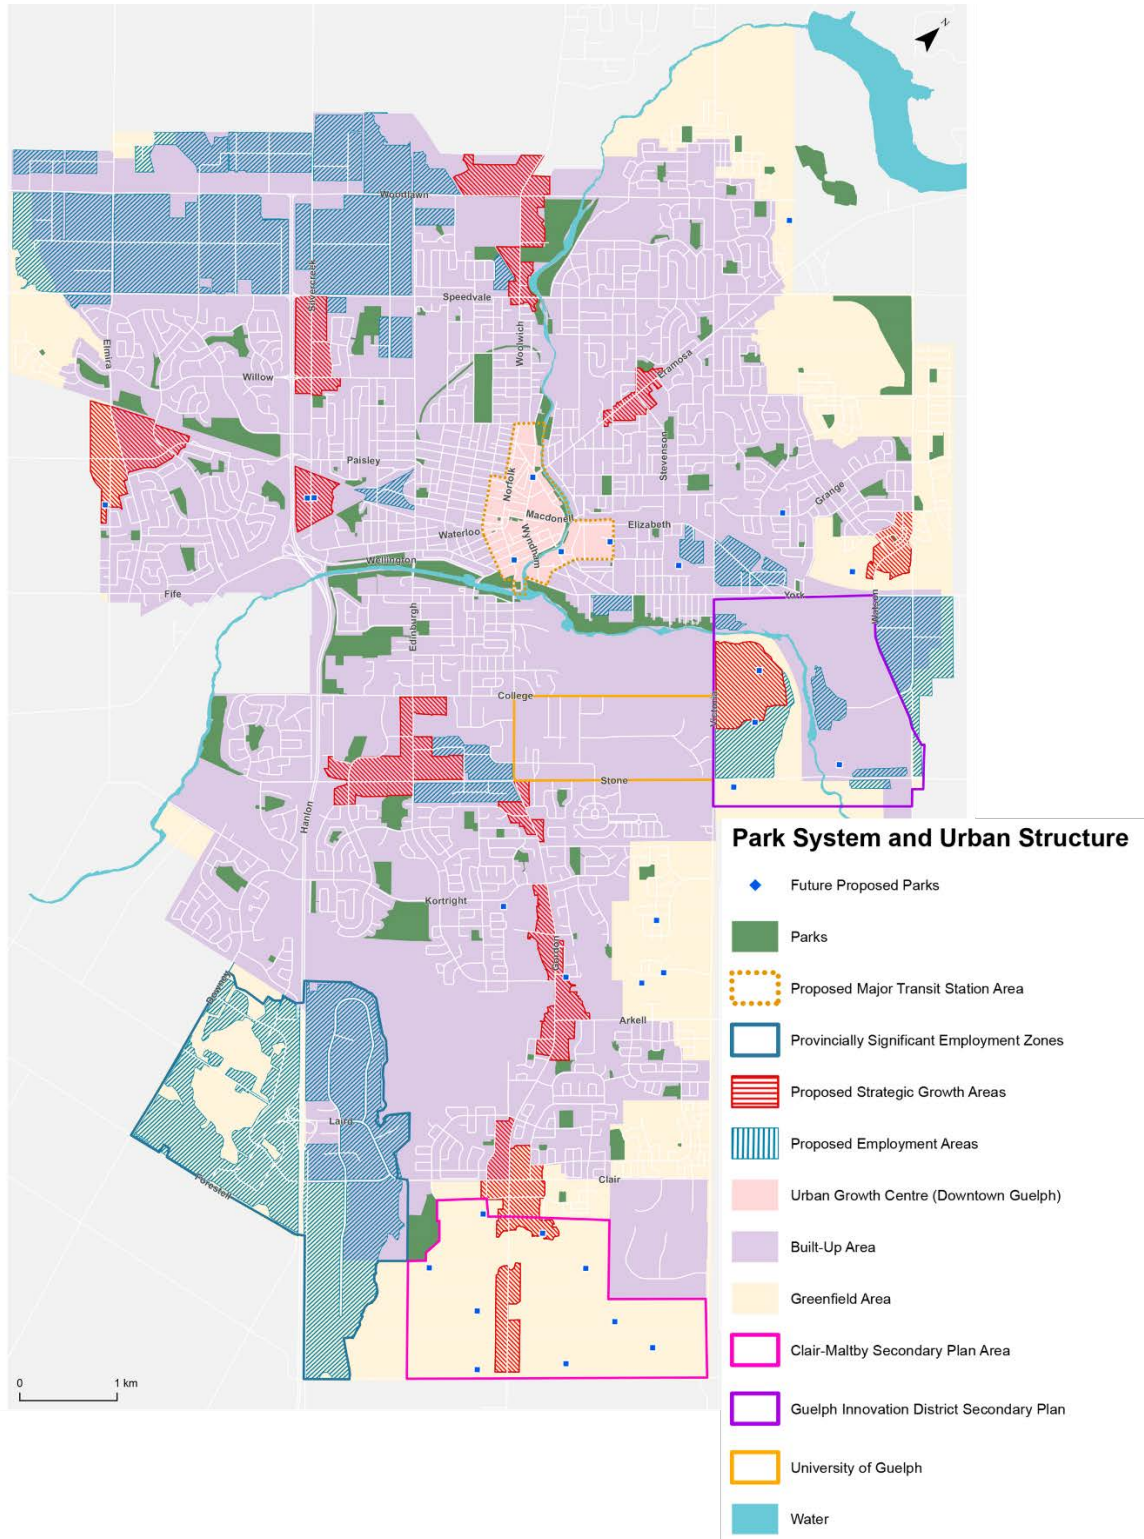 N
Woodlawn
Silvercreek
Speedvale
Woolwich
Elmira
Willow
Eramosa
Paisley
Norfolk
Stevenson
Grange
Macdonell
Elizabeth
Waterloo
Wyndham
Wellington
Fife
York
Watson
Edinburgh
College
Victoria
Stone
Hanlon
Kortright
Gordon
Downey
Arkell
Laird
Forestell
Clair
0 1 km
Park System and Urban Structure
Future Proposed Parks
Parks
Proposed Major Transit Station Area
Provincially Significant Employment Zones
Proposed Strategic Growth Areas
Proposed Employment Areas
Urban Growth Centre (Downtown Guelph)
Built-Up Area
Greenfield Area
Clair-Maltby Secondary Plan Area
Guelph Innovation District Secondary Plan
University of Guelph
Water